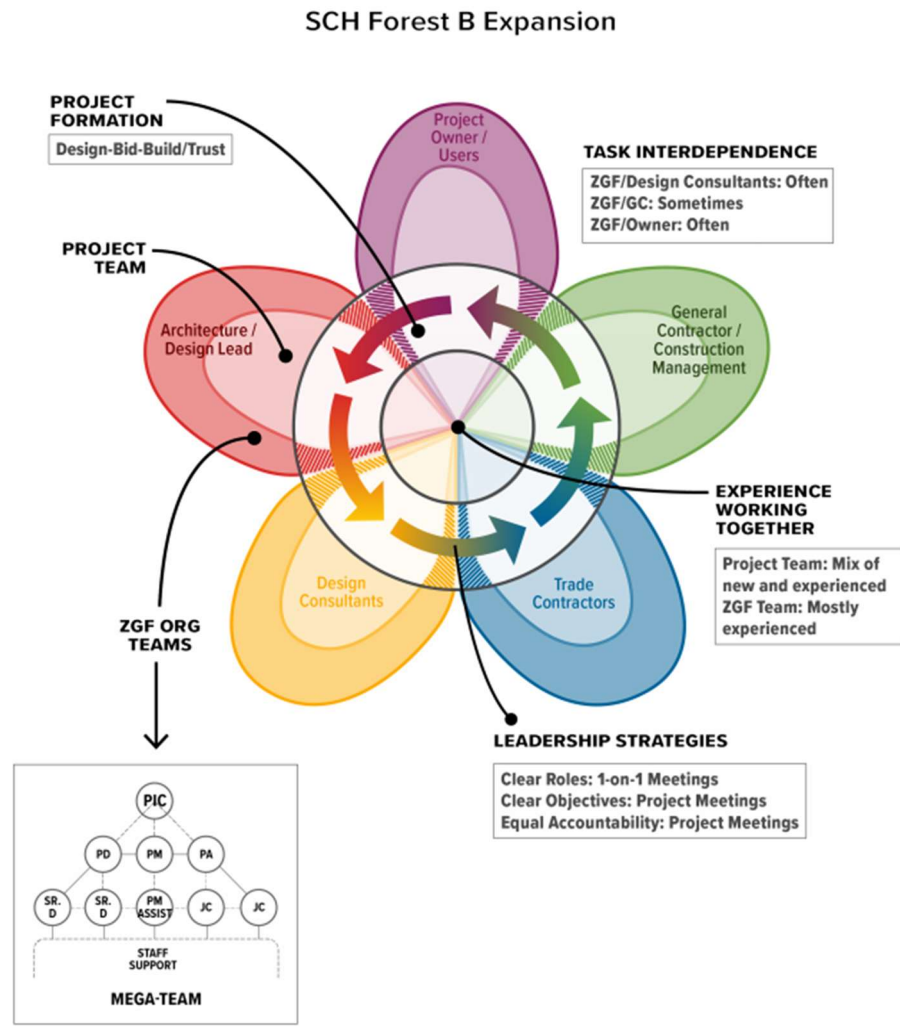 SCH Forest B Expansion
PROJECT
FORMATION
Design-Bid-Build/Trust
Project
Owner /
Users
TASK INTERDEPENDENCE
ZGF/Design Consultants: Often
ZGF/GC: Sometimes
ZGF/Owner: Often
PROJECT
TEAM
Architecture /
Design Lead
General
Contractor /
Construction
Management
EXPERIENCE
WORKING
TOGETHER
Project Team: Mix of
new and experienced
ZGF Team: Mostly
experienced
Design
Consultants
Trade
Contractors
ZGF ORG
TEAMS
LEADERSHIP STRATEGIES
Clear Roles: 1-on-1 Meetings
Clear Objectives: Project Meetings
Equal Accountability: Project Meetings
PIC
PD PM PA
SR.
D
SR.
D
PM
ASSIST
JC
JC
STAFF
SUPPORT
MEGA-TEAM